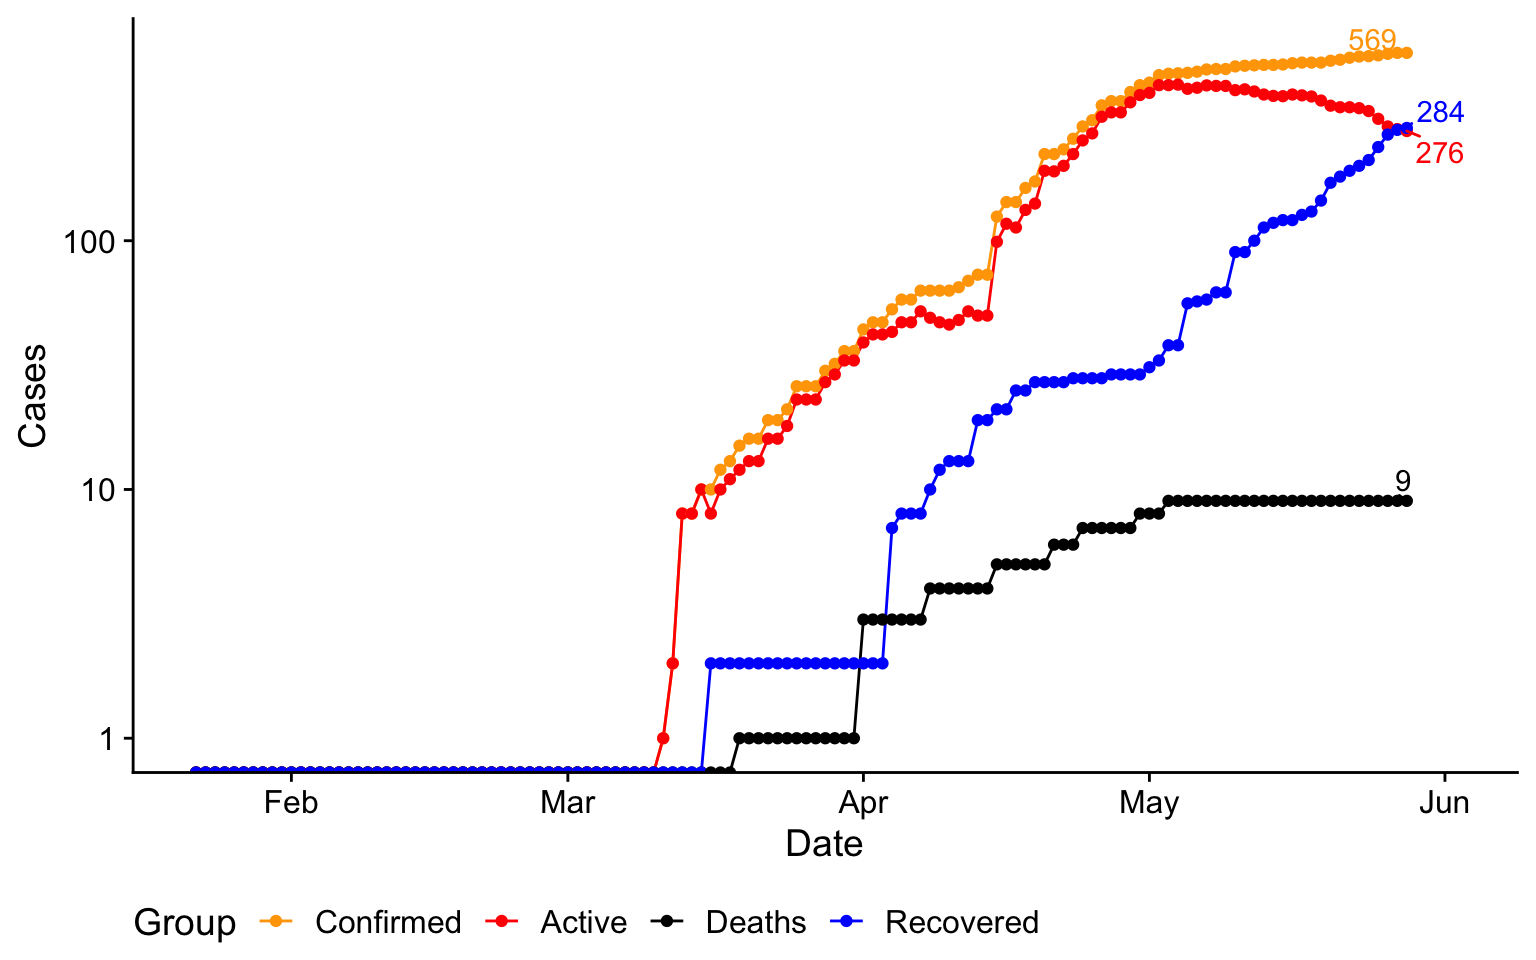 569
284
276
100
Cases
10
9
1
Feb Mar Apr May Jun
Date
Group Confirmed Active Deaths Recovered